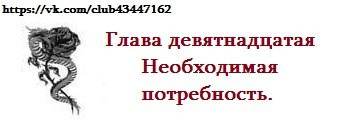 https://vk.com/club43447162
Глава девятнадцатая
Необходимая
потребность.